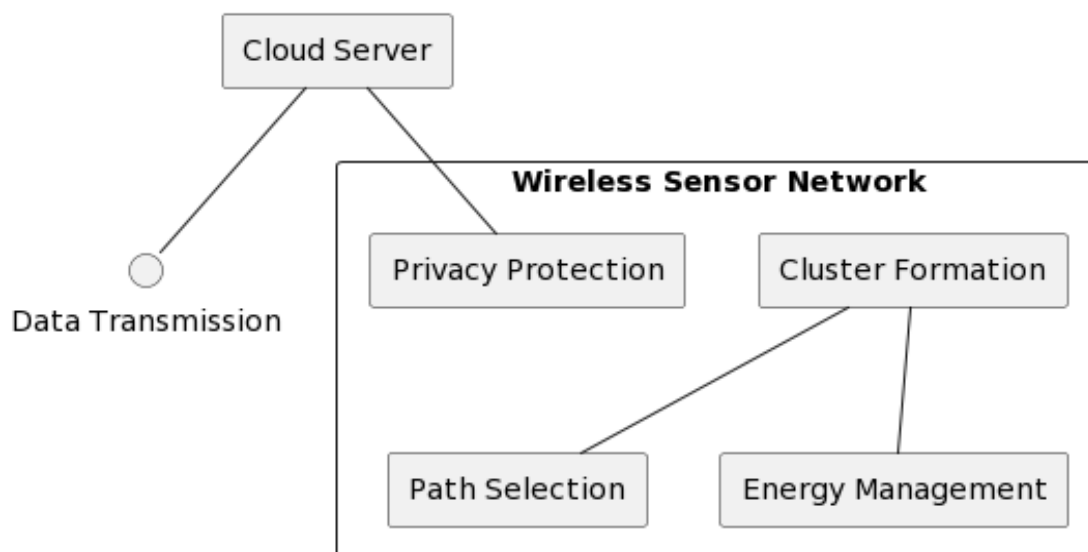 Cloud Server
Wireless Sensor Network
Privacy Protection
Cluster Formation
Data Transmission
Path Selection
Energy Management